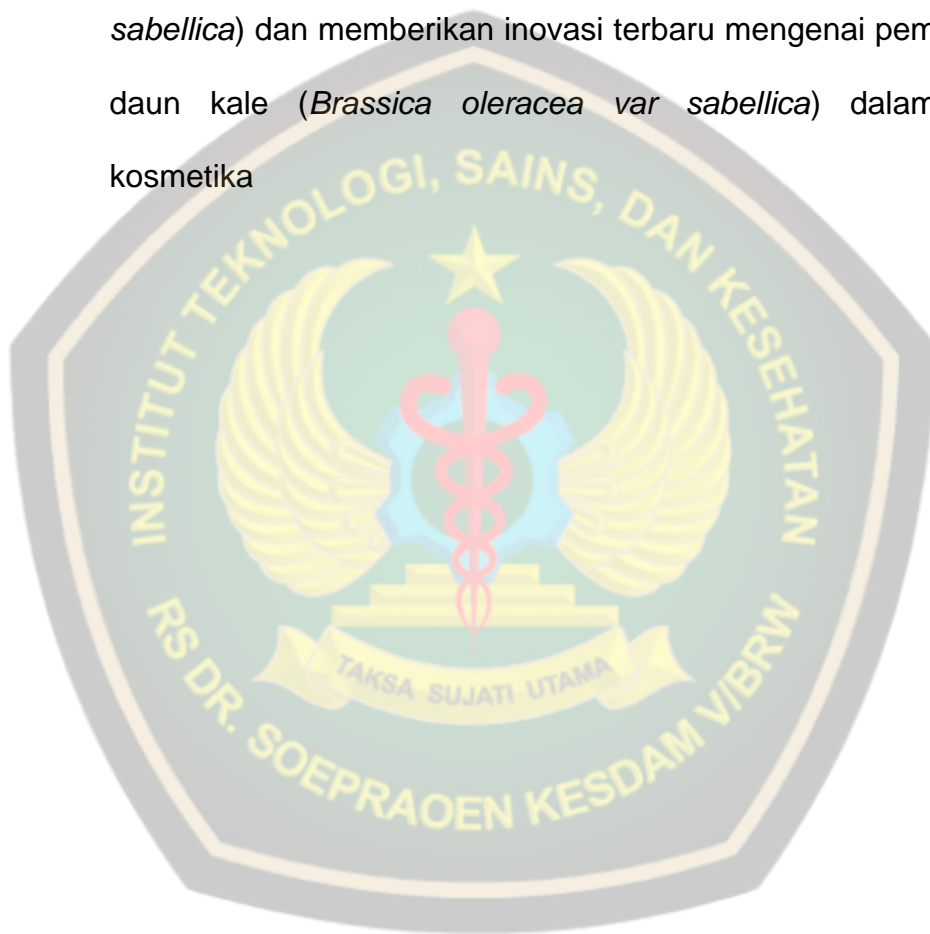 sabellica) dan memberikan inovasi terbaru mengenai pem
daun kale (Brassica oleracea var sabellica) dalam
kosmetika
INSTITUT TEKNOLOGI, SAINS, DAN KESEHATAN
TAKSA SUJATI UTAMA
RS DR. SOEPRAOEN KESDAM V/BRW